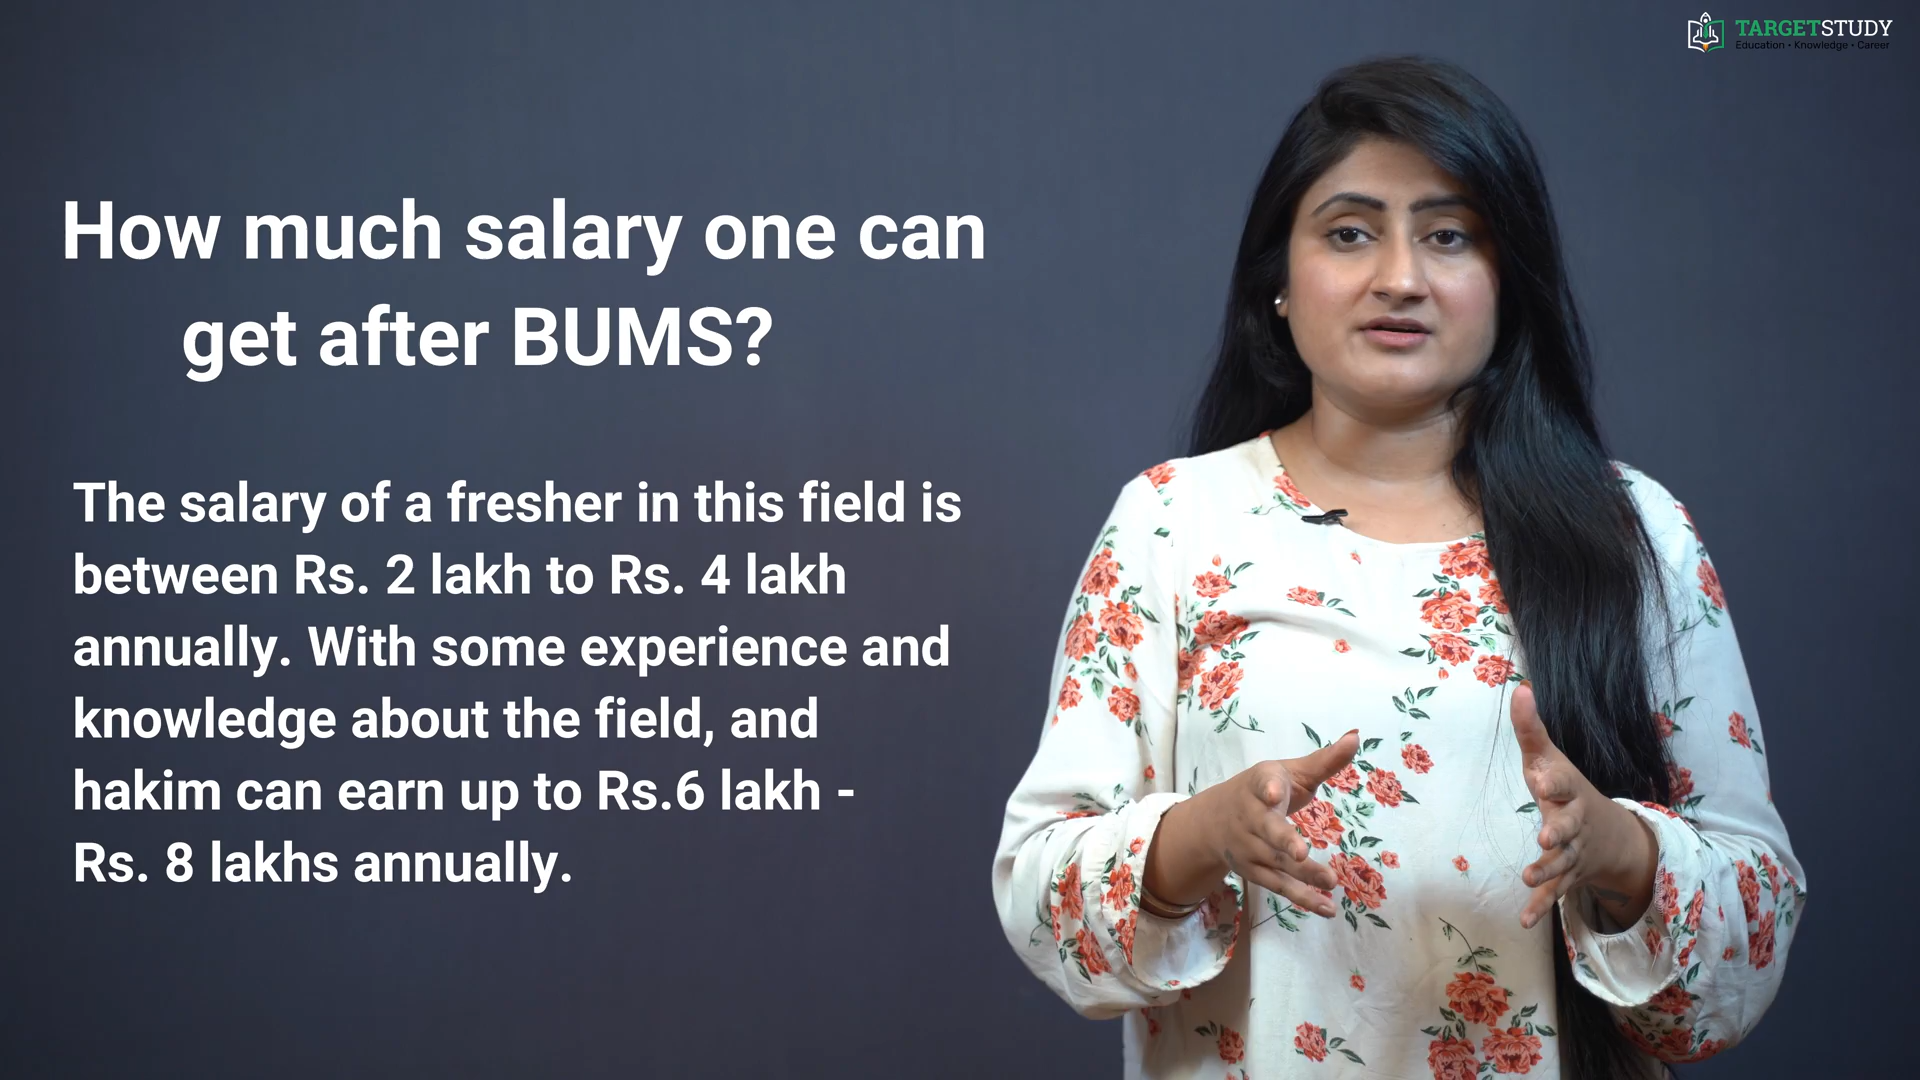 TARGETSTUDY
Education • Knowledge • Career
How much salary one can
get after BUMS?
The salary of a fresher in this field is
between Rs. 2 lakh to Rs. 4 lakh
annually. With some experience and
knowledge about the field, and
hakim can earn up to Rs.6 lakh -
Rs. 8 lakhs annually.